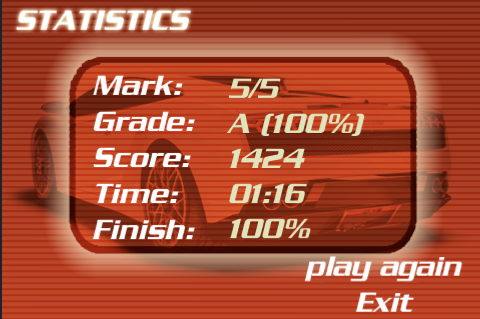 STATISTICS
Mark: 5/5
Grade: A (100%)
Score: 1424
Time: 01:16
Finish: 100%
play again
Exit